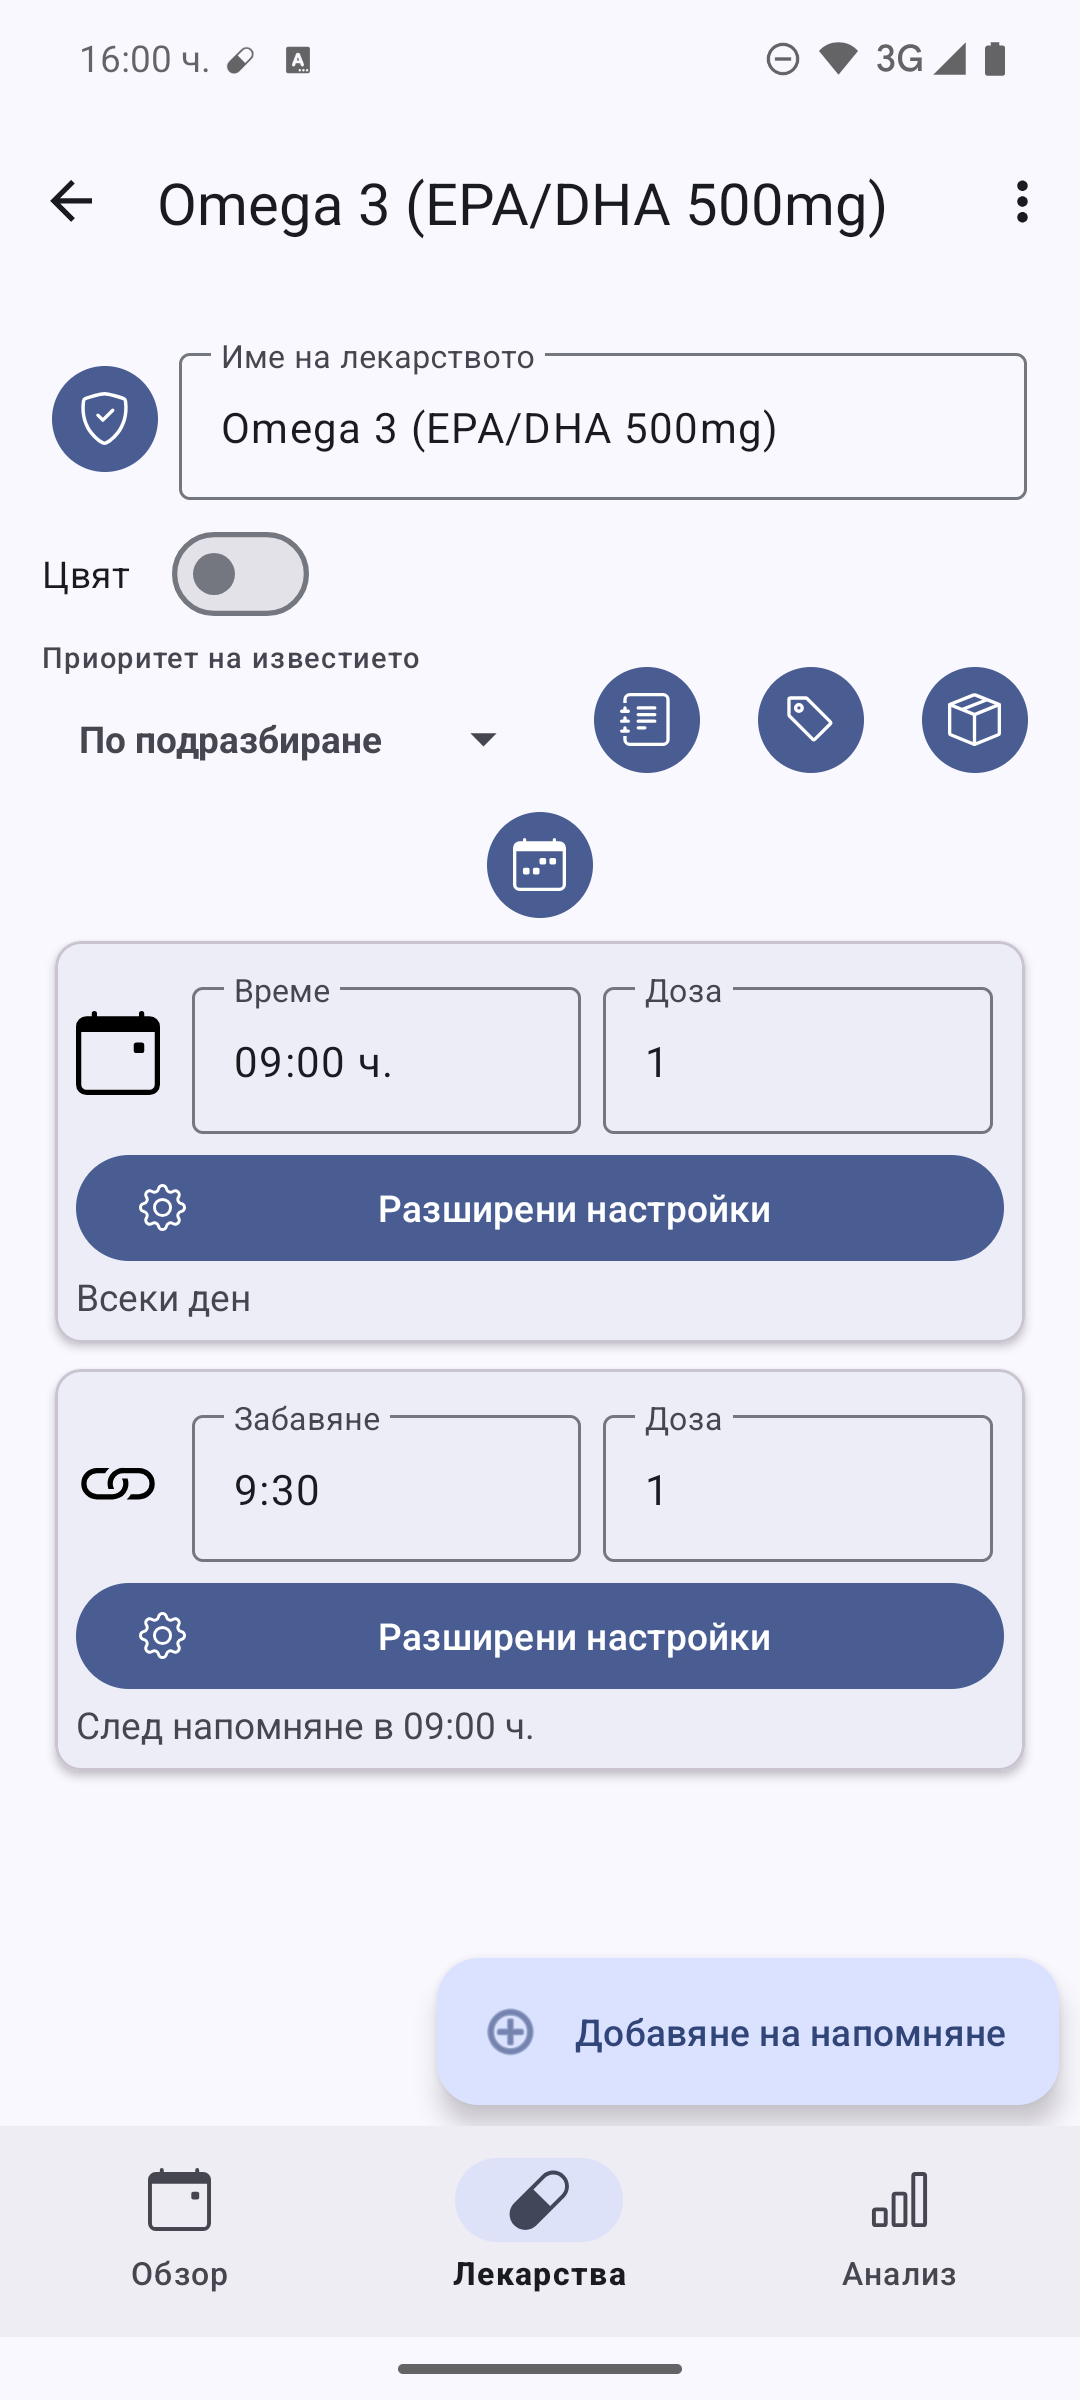 16:00 ч.
3G
Omega 3 (EPA/DHA 500mg)
Име на лекарството
Omega 3 (EPA/DHA 500mg)
Цвят
Приоритет на известието
По подразбиране
Време
09:00 ч.
Доза
1
Разширени настройки
Всеки ден
Забавяне
9:30
Доза
1
Разширени настройки
След напомняне в 09:00 ч.
Добавяне на напомняне
Обзор
Лекарства
Анализ